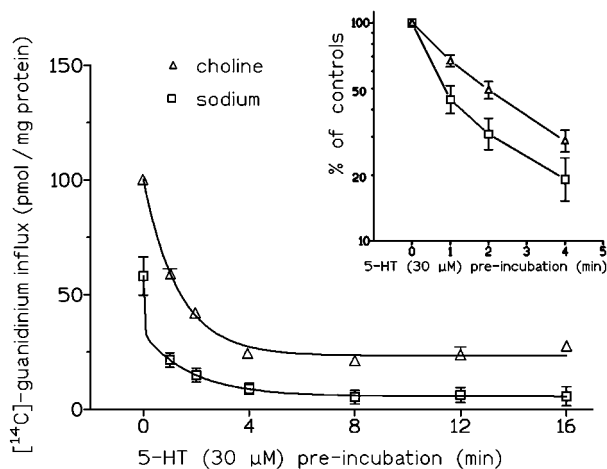 [14C]-guanidinium influx (pmol/mg protein)
150
100
50
0
choline
sodium
0 4 8 12 16
5-HT (30 μM) pre-incubation (min)
% of controls
100
50
20
10
0 1 2 3 4 5
5-HT (30 μM) pre-incubation (min)